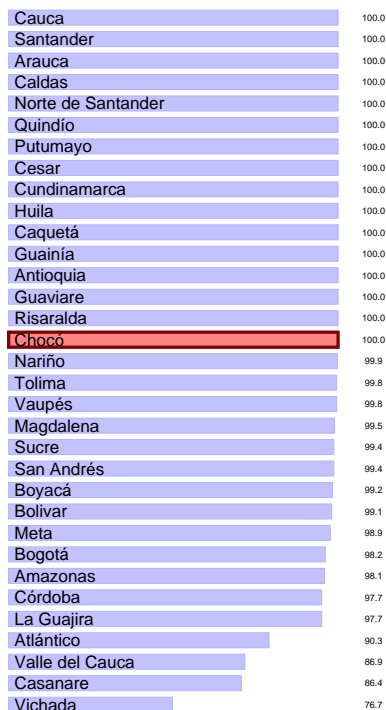 Cauca 100.0
Santander 100.0
Arauca 100.0
Caldas 100.0
Norte de Santander 100.0
Quindío 100.0
Putumayo 100.0
Cesar 100.0
Cundinamarca 100.0
Huila 100.0
Caquetá 100.0
Guainía 100.0
Antioquia 100.0
Guaviare 100.0
Risaralda 100.0
Chocó 100.0
Nariño 99.9
Tolima 99.8
Vaupés 99.8
Magdalena 99.5
Sucre 99.4
San Andrés 99.4
Boyacá 99.2
Bolivar 99.1
Meta 98.9
Bogotá 98.2
Amazonas 98.1
Córdoba 97.7
La Guajira 97.7
Atlántico 90.3
Valle del Cauca 86.9
Casanare 86.4
Vichada 76.7